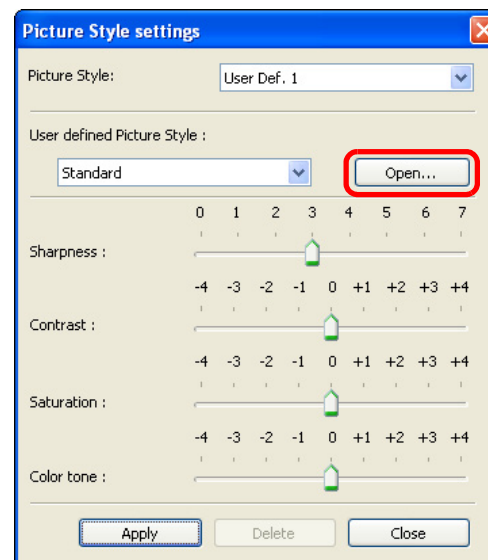 Picture Style settings
Picture Style: User Def. 1
User defined Picture Style :
Standard Open...
0 1 2 3 4 5 6 7
Sharpness :
-4 -3 -2 -1 0 +1 +2 +3 +4
Contrast :
-4 -3 -2 -1 0 +1 +2 +3 +4
Saturation :
-4 -3 -2 -1 0 +1 +2 +3 +4
Color tone :
Apply Delete Close